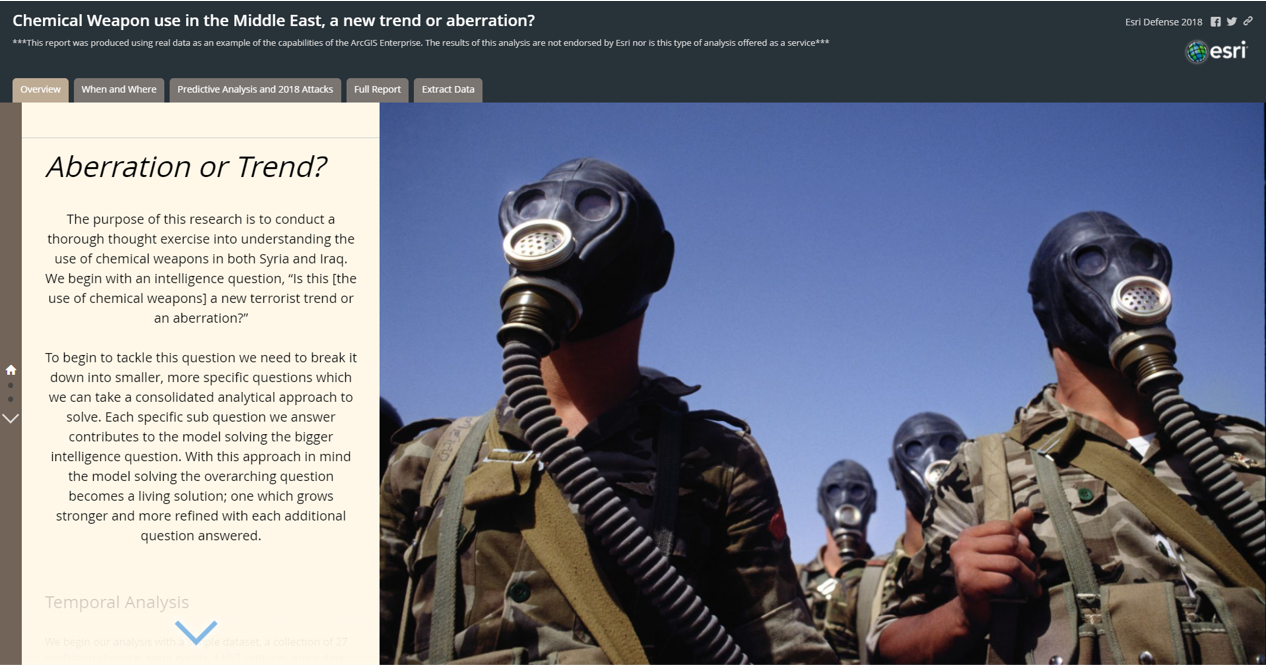 Chemical Weapon use in the Middle East, a new trend or aberration?
Esri Defense 2018
***This report was produced using real data as an example of the capabilities of the ArcGIS Enterprise. The results of this analysis are not endorsed by Esri nor is this type of analysis offered as a service***
esri
Overview
When and Where
Predictive Analysis and 2018 Attacks
Full Report
Extract Data
Aberration or Trend?
The purpose of this research is to conduct a
thorough thought exercise into understanding the
use of chemical weapons in both Syria and Iraq.
We begin with an intelligence question, “Is this [the
use of chemical weapons] a new terrorist trend or
an aberration?”
To begin to tackle this question we need to break it
down into smaller, more specific questions which
we can take a consolidated analytical approach to
solve. Each specific sub question we answer
contributes to the model solving the bigger
intelligence question. With this approach in mind
the model solving the overarching question
becomes a living solution; one which grows
stronger and more refined with each additional
question answered.
Temporal Analysis
We begin our analysis with a dataset, a collection of 27